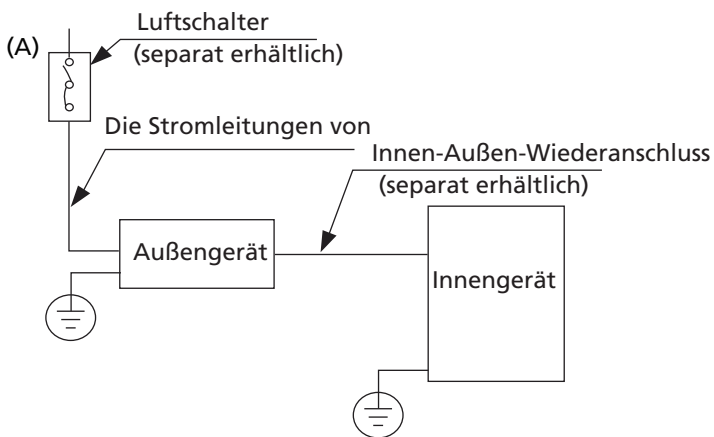 Luftschalter
(A)
(separat erhältlich)
Die Stromleitungen von
Innen-Außen-Wiederanschluss
(separat erhältlich)
Außengerät
Innengerät